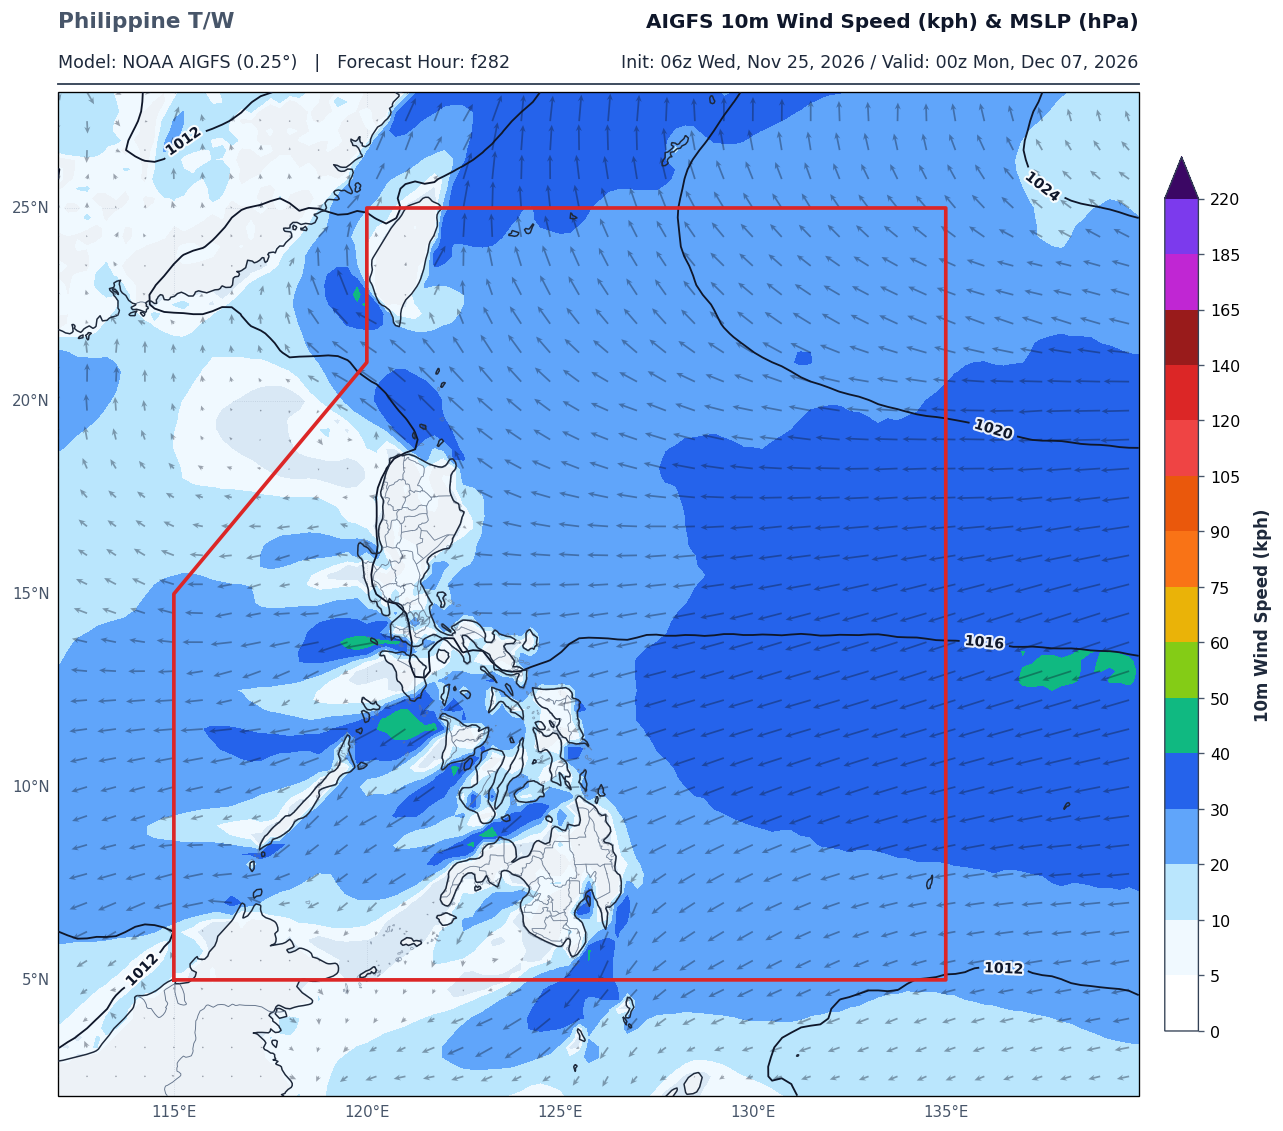 Philippine T/W
AIGFS 10m Wind Speed (kph) & MSLP (hPa)
Model: NOAA AIGFS (0.25°) | Forecast Hour: f282
Init: 06z Wed, Nov 25, 2026 / Valid: 00z Mon, Dec 07, 2026
1012
1024
1020
1016
1012
1012
25°N
20°N
15°N
10°N
5°N
115°E
120°E
125°E
130°E
135°E
220
185
165
140
120
105
90
75
60
50
40
30
20
10
5
0
10m Wind Speed (kph)